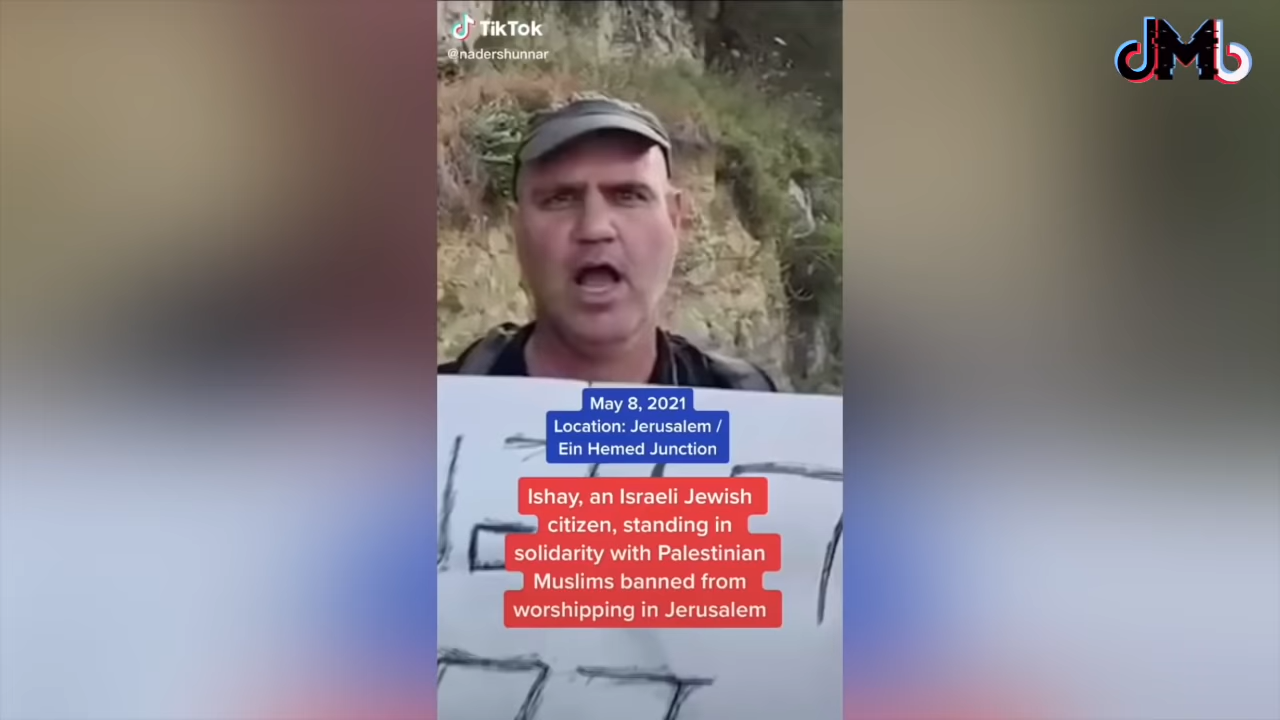 TikTok
@nadershunnar
JMb
May 8, 2021
Location: Jerusalem /
Ein Hemed Junction
Ishay, an Israeli Jewish
citizen, standing in
solidarity with Palestinian
Muslims banned from
worshipping in Jerusalem